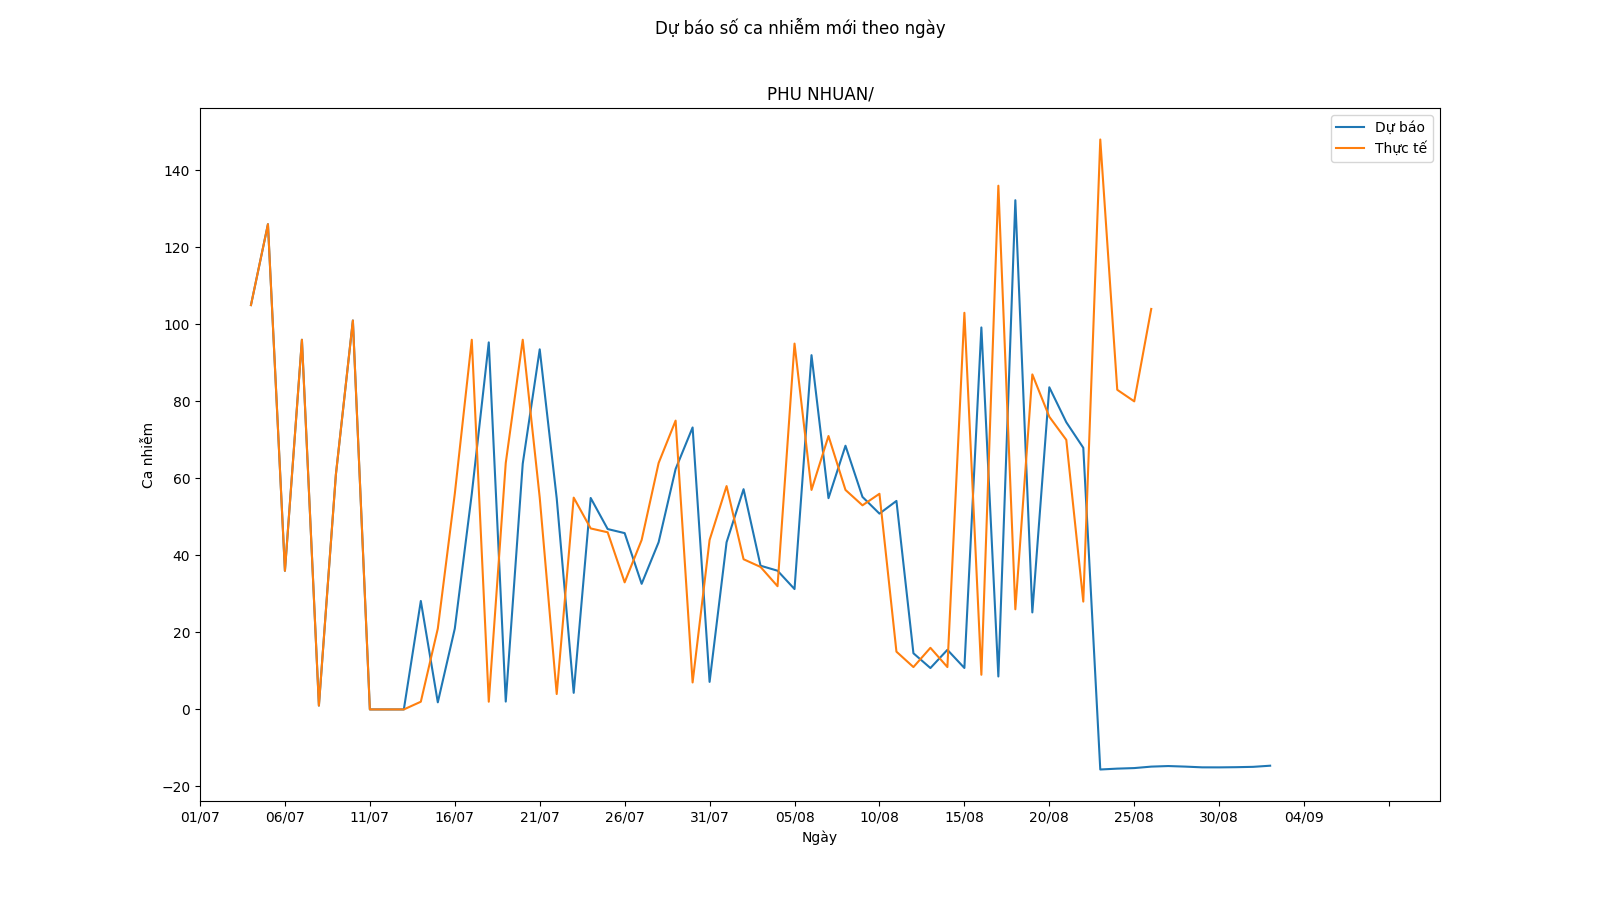 Dự báo số ca nhiễm mới theo ngày
PHU NHUAN/
Dự báo
Thực tế
140
120
100
80
60
40
20
0
−20
Ca nhiễm
01/07 06/07 11/07 16/07 21/07 26/07 31/07 05/08 10/08 15/08 20/08 25/08 30/08 04/09
Ngày